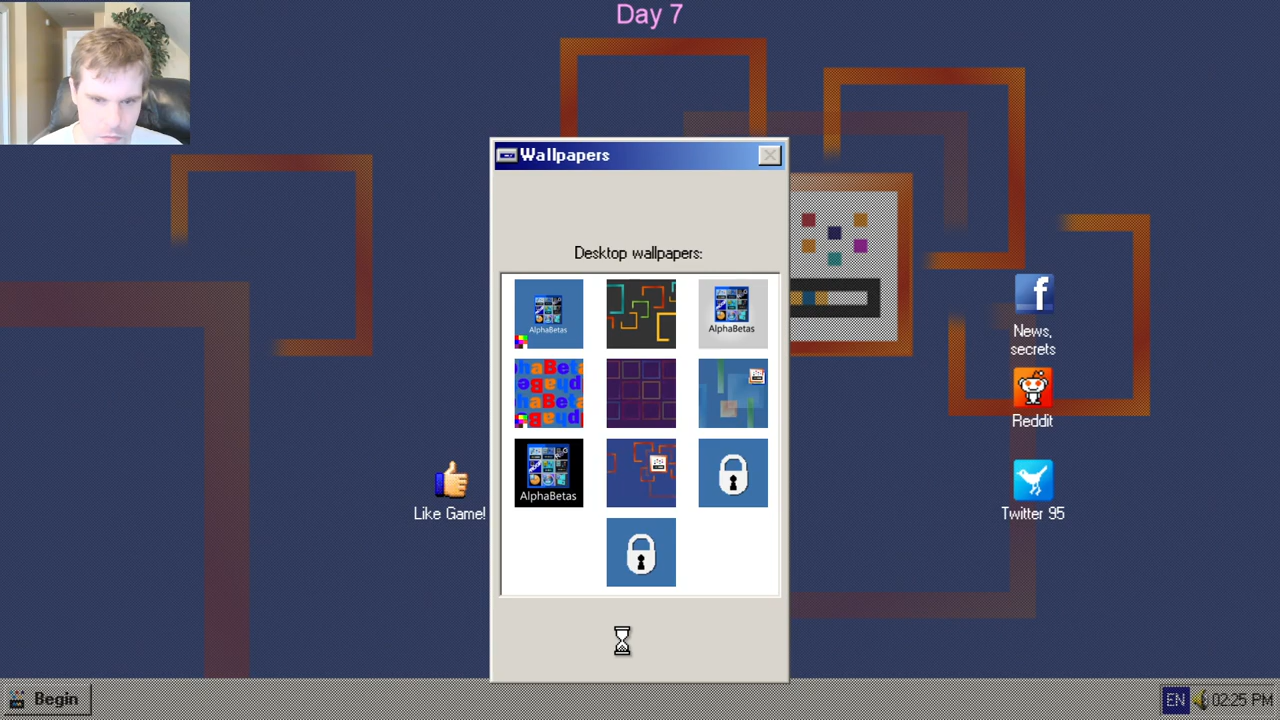 Day 7
Wallpapers
Desktop wallpapers:
AlphaBetas
AlphaBetas
AlphaBetas
News,
secrets
Reddit
Like Game!
Twitter 95
Begin
EN
02:25 PM